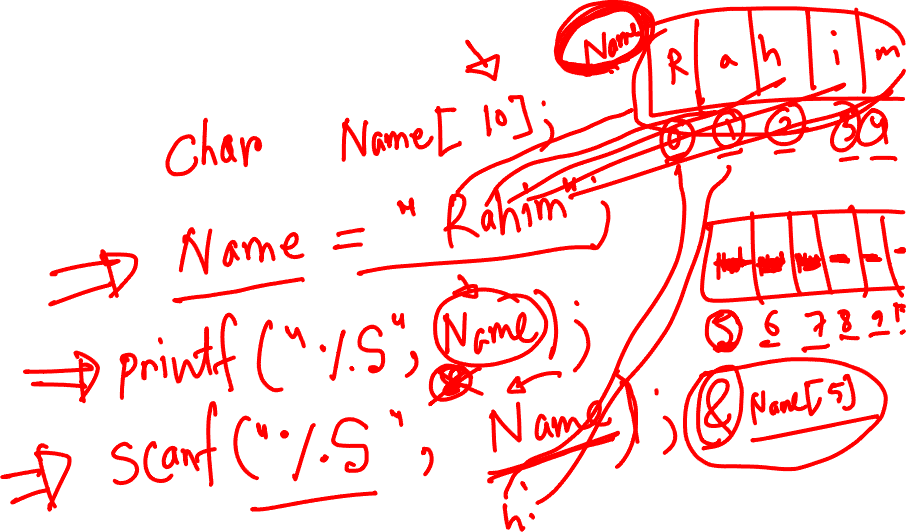 Name R a h i m
Char Name[10];
0 1 2 3 4
Name = "Rahim";
5 6 7 8 9
printf("%S", Name);
scanf("%S", Name); & Name[5]
h